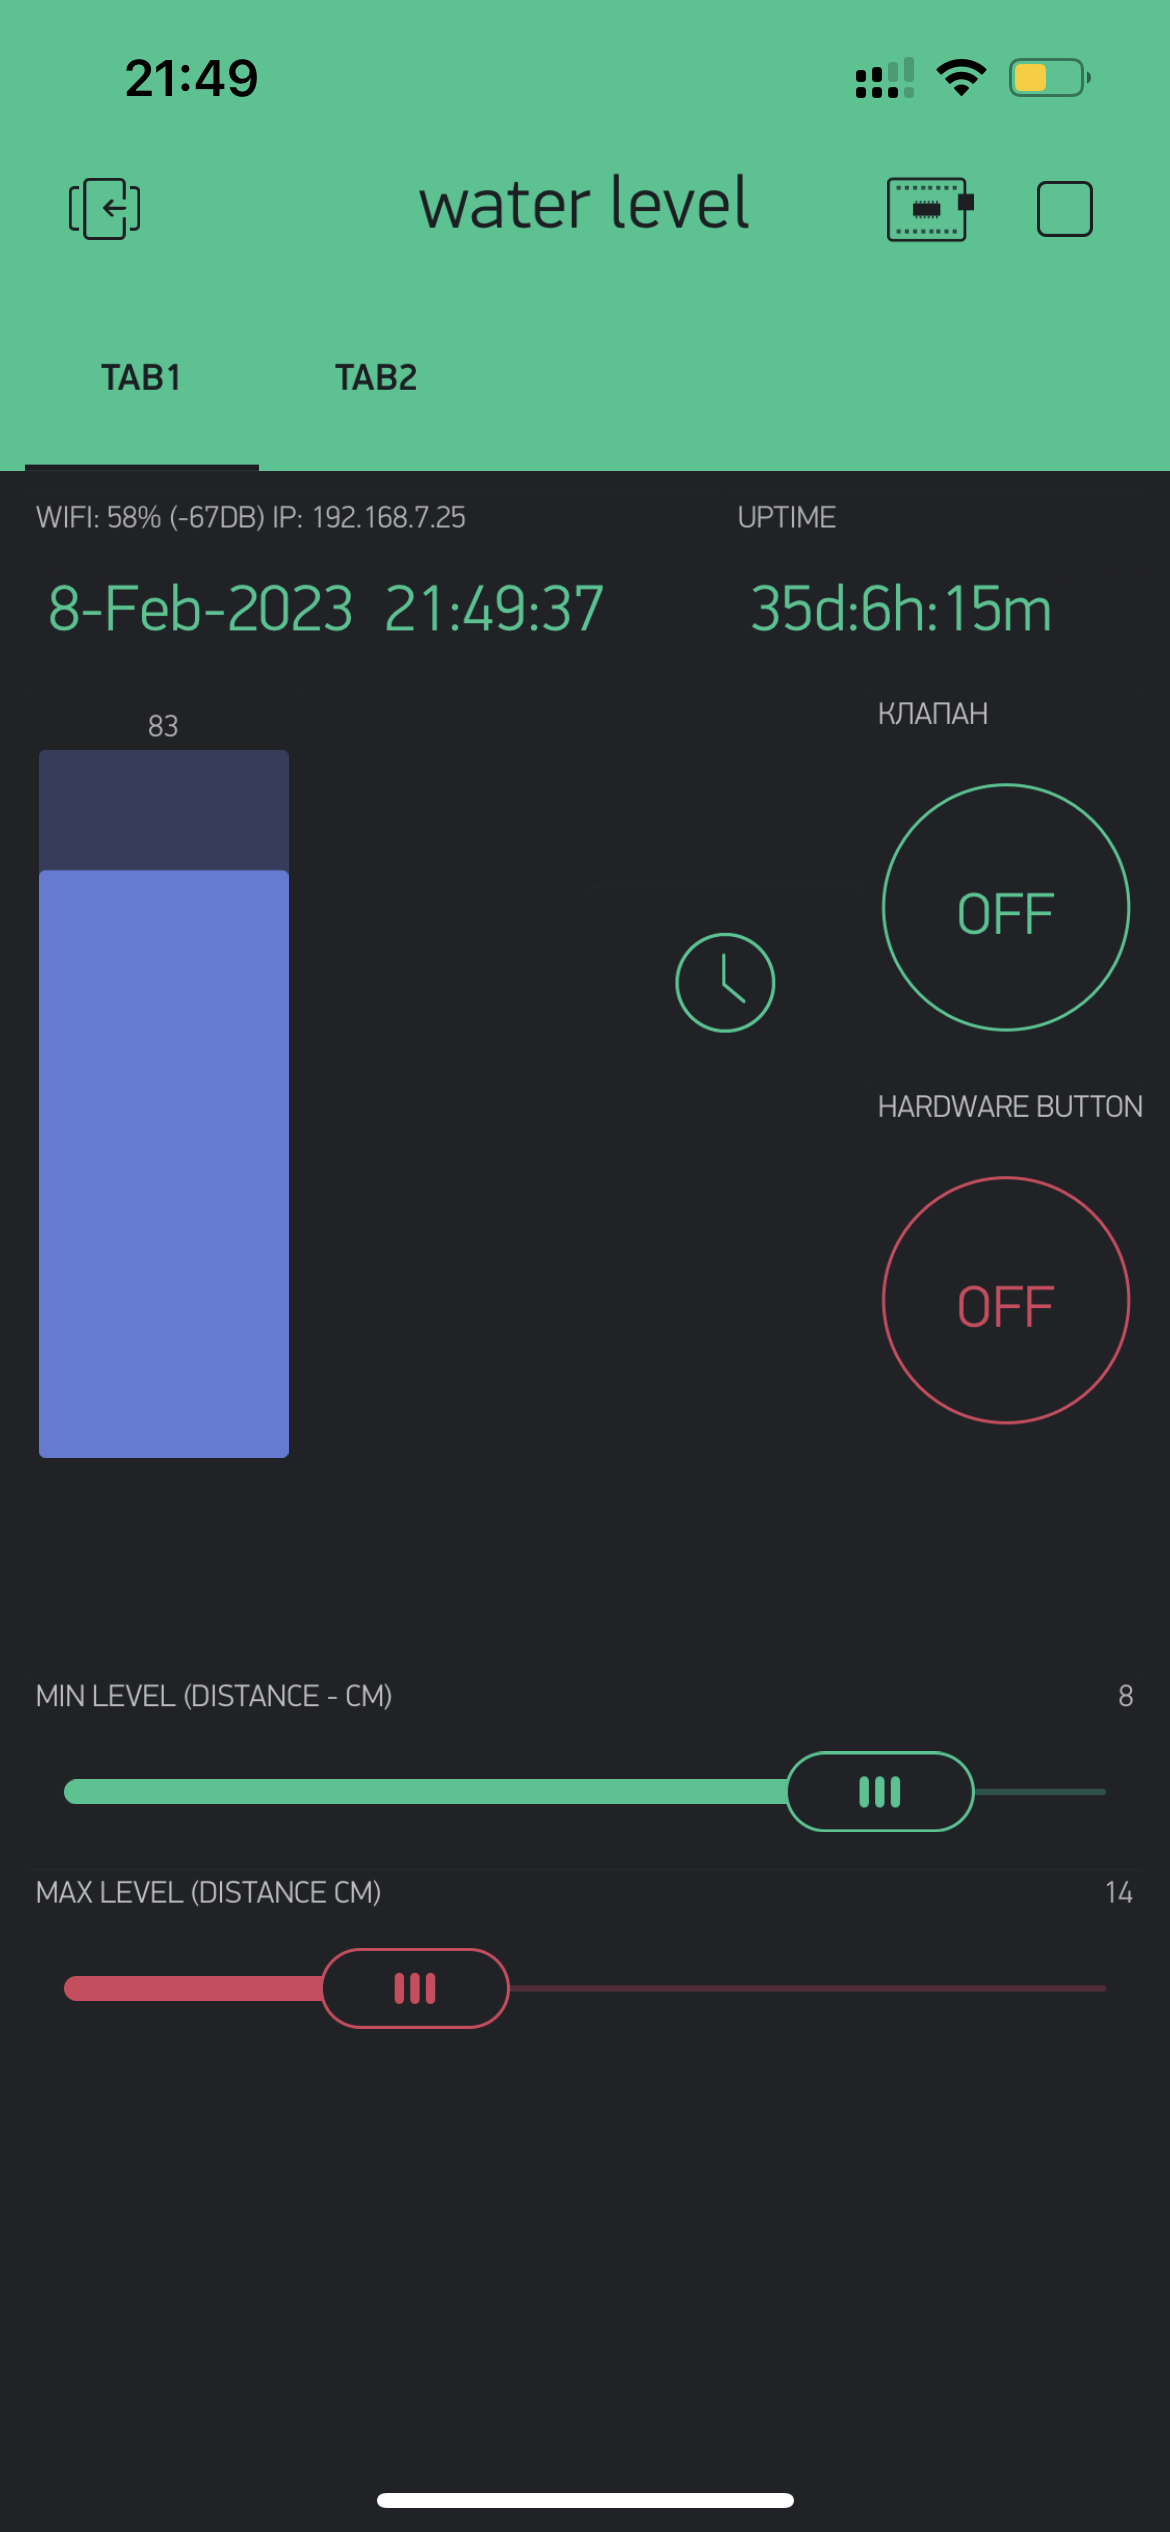 21:49
water level
TAB1 TAB2
WIFI: 58% (-67DB) IP: 192.168.7.25 UPTIME
8-Feb-2023 21:49:37 35d:6h:15m
83 КЛАПАН
OFF
HARDWARE BUTTON
OFF
MIN LEVEL (DISTANCE - CM) 8
MAX LEVEL (DISTANCE CM) 14